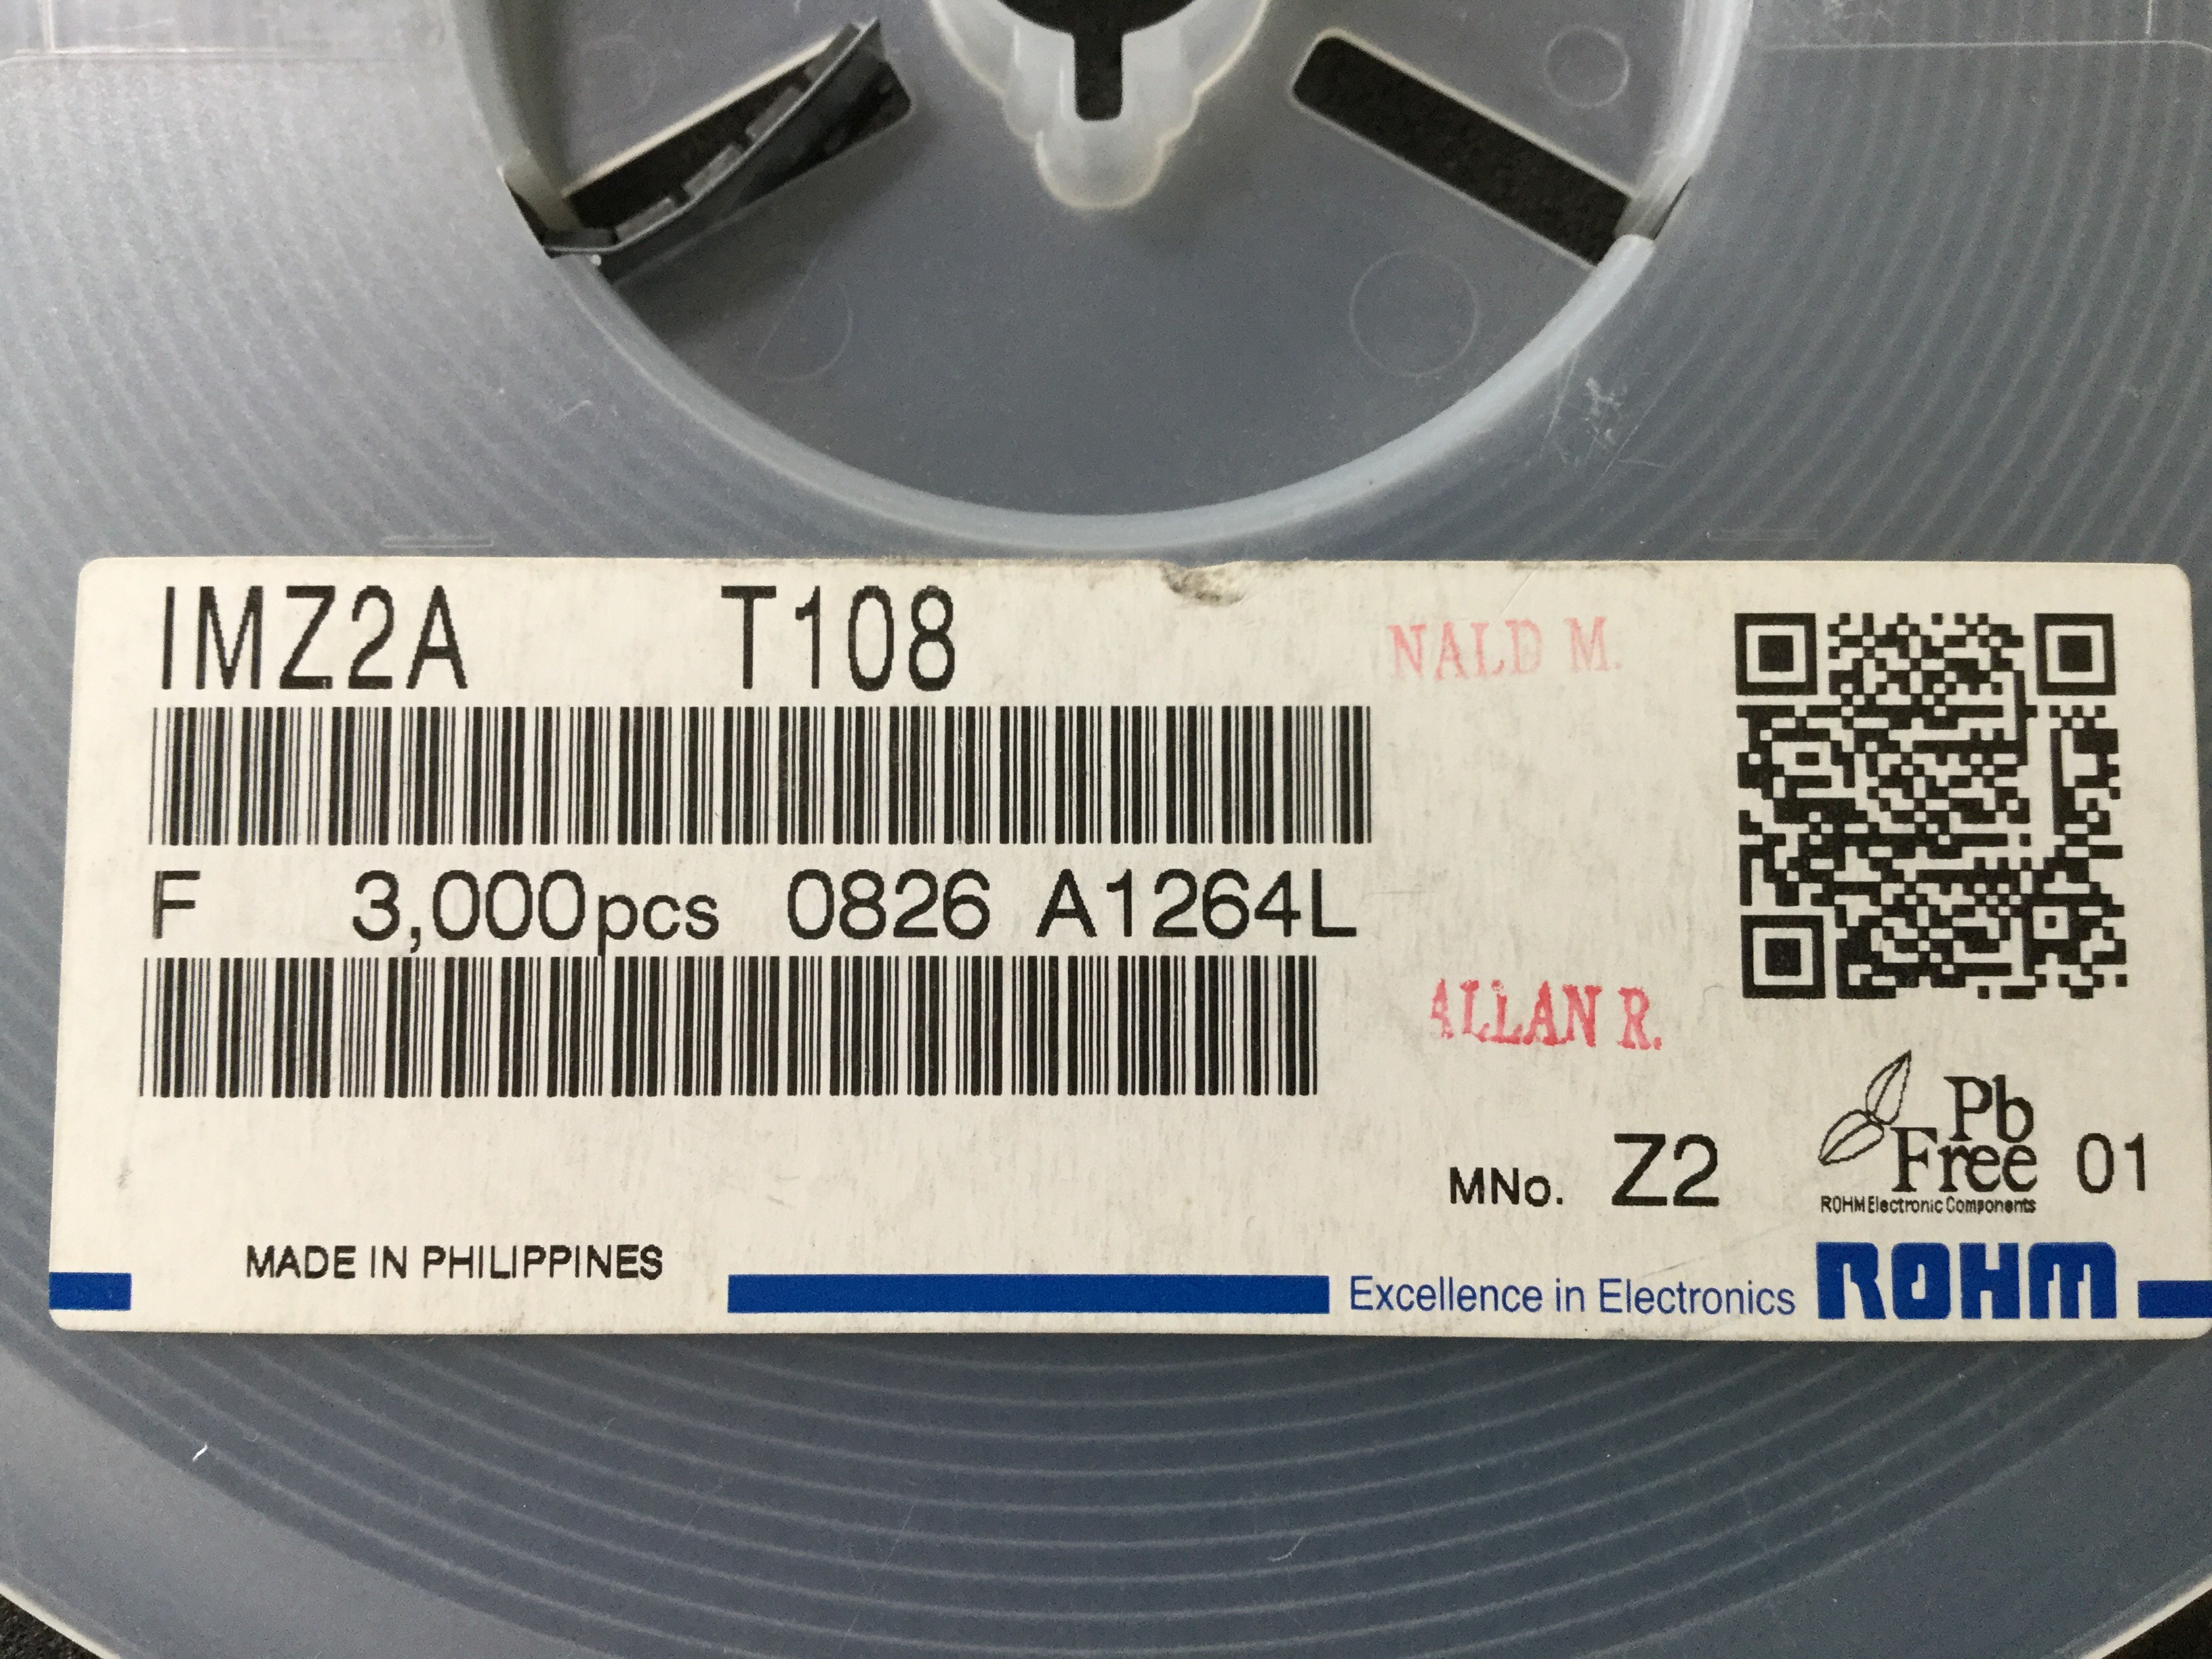 IMZ2A T108
NALD M.
F 3,000pcs 0826 A1264L
ALLAN R.
MNo. Z2
Pb
Free 01
ROHM Electronic Components
MADE IN PHILIPPINES
Excellence in Electronics ROHM